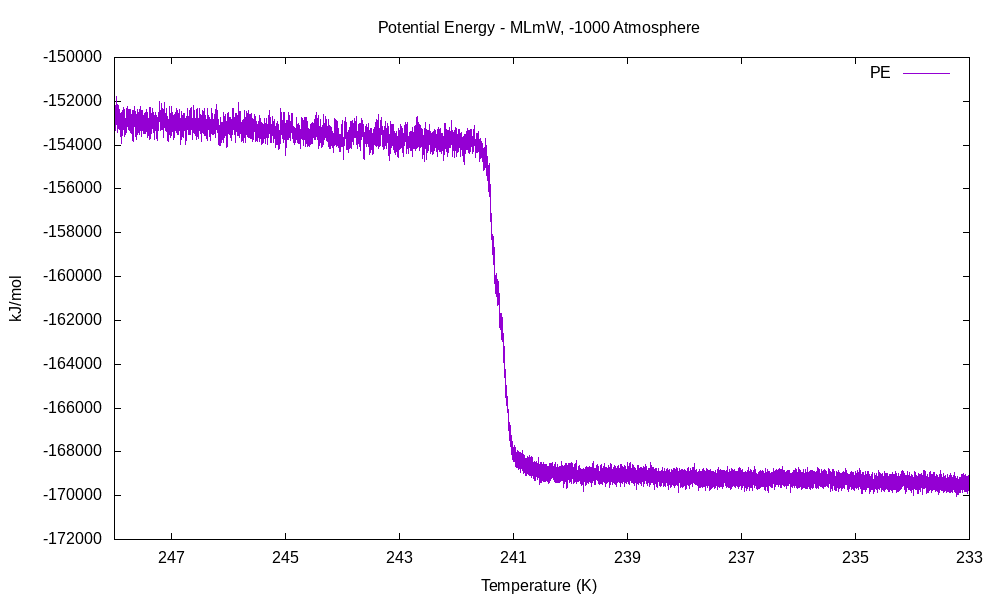 Potential Energy - MLmW, -1000 Atmosphere
PE
-150000
-152000
-154000
-156000
-158000
-160000
-162000
-164000
-166000
-168000
-170000
-172000
kJ/mol
247 245 243 241 239 237 235 233
Temperature (K)